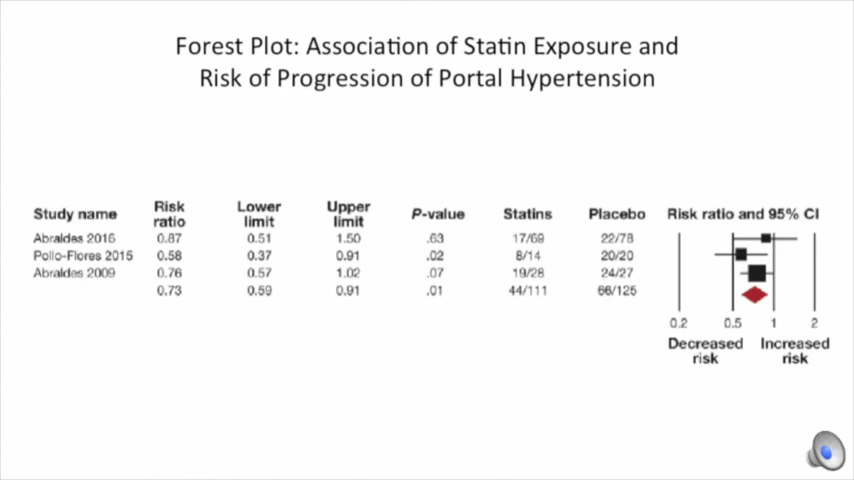 Forest Plot: Association of Statin Exposure and
Risk of Progression of Portal Hypertension
Study name Risk ratio Lower limit Upper limit P-value Statins Placebo Risk ratio and 95% CI
Abraldes 2016 0.87 0.51 1.50 .63 17/69 22/78
Pollo-Flores 2015 0.58 0.37 0.91 .02 8/14 20/20
Abraldes 2009 0.76 0.57 1.02 .07 19/28 24/27
0.73 0.59 0.91 .01 44/111 66/125
0.2 0.5 1 2
Decreased risk Increased risk